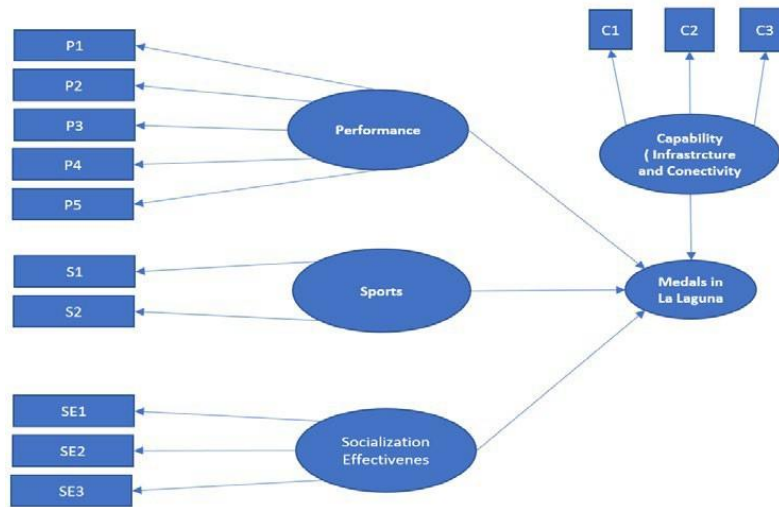 P1
P2
P3
P4
P5
Performance
C1
C2
C3
Capability
( Infrastrcture
and Conectivity
S1
S2
Sports
Medals in
La Laguna
SE1
SE2
SE3
Socialization
Effectivenes